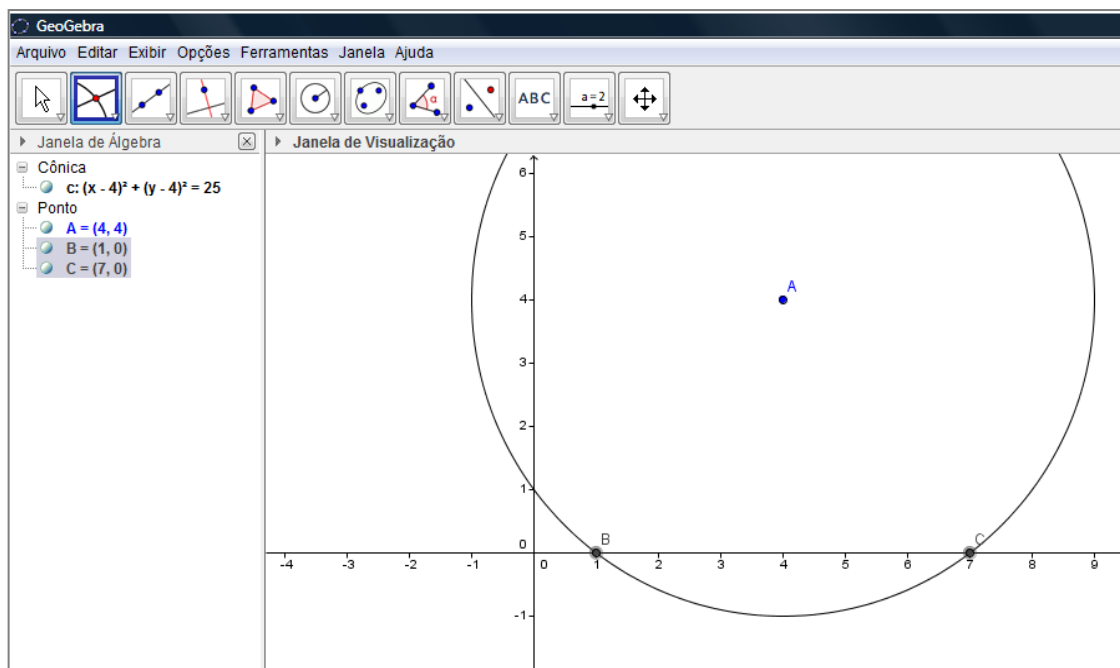 GeoGebra
Arquivo Editar Exibir Opções Ferramentas Janela Ajuda
α ABC a=2
Janela de Álgebra
Janela de Visualização
Cônica
c: (x - 4)² + (y - 4)² = 25
Ponto
A = (4, 4)
B = (1, 0)
C = (7, 0)
6
5
A
4
3
2
1
B C
0
-4 -3 -2 -1 0 1 2 3 4 5 6 7 8 9
-1